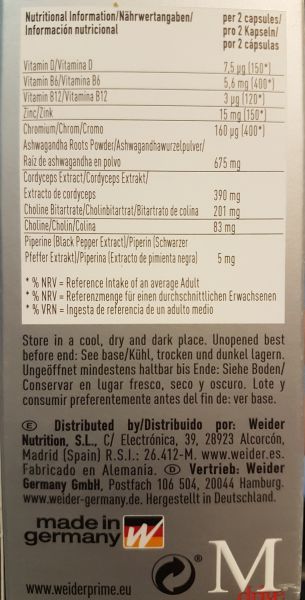 Nutritional Information/Nährwertangaben/ per 2 capsules/
Información nutricional pro 2 Kapseln/
por 2 cápsulas
Vitamin D/Vitamina D 7,5 µg (150*)
Vitamin B6/Vitamina B6 5,6 mg (400*)
Vitamin B12/Vitamina B12 3 µg (120*)
Zinc/Zink 15 mg (150*)
Chromium/Chrom/Cromo 160 µg (400*)
Ashwagandha Roots Powder/Ashwagandhawurzelpulver/
Raíz de ashwagandha en polvo 675 mg
Cordyceps Extract/Cordyceps Extrakt/
Extracto de cordyceps 390 mg
Choline Bitartrate/Cholinbitartrat/Bitartrato de colina 201 mg
Choline/Cholin/Colina 83 mg
Piperine (Black Pepper Extract)/Piperin (Schwarzer
Pfeffer Extrakt)/Piperina (Extracto de pimienta negra) 5 mg
* % NRV = Reference Intake of an average Adult
* % NRV = Referenzmenge für einen durchschnittlichen Erwachsenen
* % VRN = Ingesta de referencia de un adulto medio
Store in a cool, dry and dark place. Unopened best
before end: See base/Kühl, trocken und dunkel lagern.
Ungeöffnet mindestens haltbar bis Ende: Siehe Boden/
Conservar en lugar fresco, seco y oscuro. Lote y
consumir preferentemente antes del fin de: ver base.
Ⓔ Distributed by/Distribuido por: Weider
Nutrition, S.L., C/ Electrónica, 39, 28923 Alcorcón,
Madrid (Spain) R.S.I.: 26.412-M. www.weider.es.
Fabricado en Alemania. Ⓓ Vertrieb: Weider
Germany GmbH, Postfach 106 504, 20044 Hamburg.
www.weider-germany.de. Hergestellt in Deutschland.
made in
germany W
www.weiderprime.eu
M